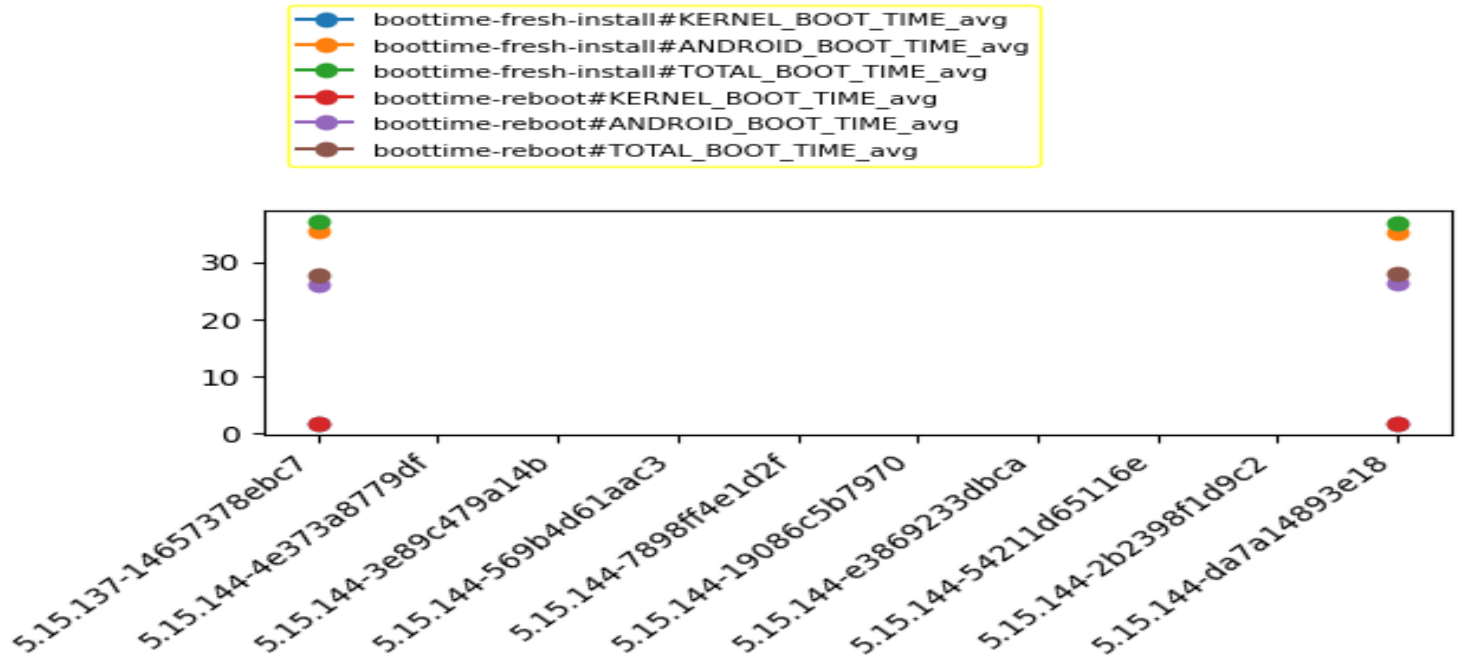 boottime-fresh-install#KERNEL_BOOT_TIME_avg
boottime-fresh-install#ANDROID_BOOT_TIME_avg
boottime-fresh-install#TOTAL_BOOT_TIME_avg
boottime-reboot#KERNEL_BOOT_TIME_avg
boottime-reboot#ANDROID_BOOT_TIME_avg
boottime-reboot#TOTAL_BOOT_TIME_avg
30
20
10
0
5.15.137-14657378ebc7
5.15.144-4e373a8779df
5.15.144-3e89c479a14b
5.15.144-569b4d61aac3
5.15.144-7898ff4e1d2f
5.15.144-19086c5b7970
5.15.144-e3869233dbca
5.15.144-54211d65116e
5.15.144-2b2398f1d9c2
5.15.144-da7a14893e18